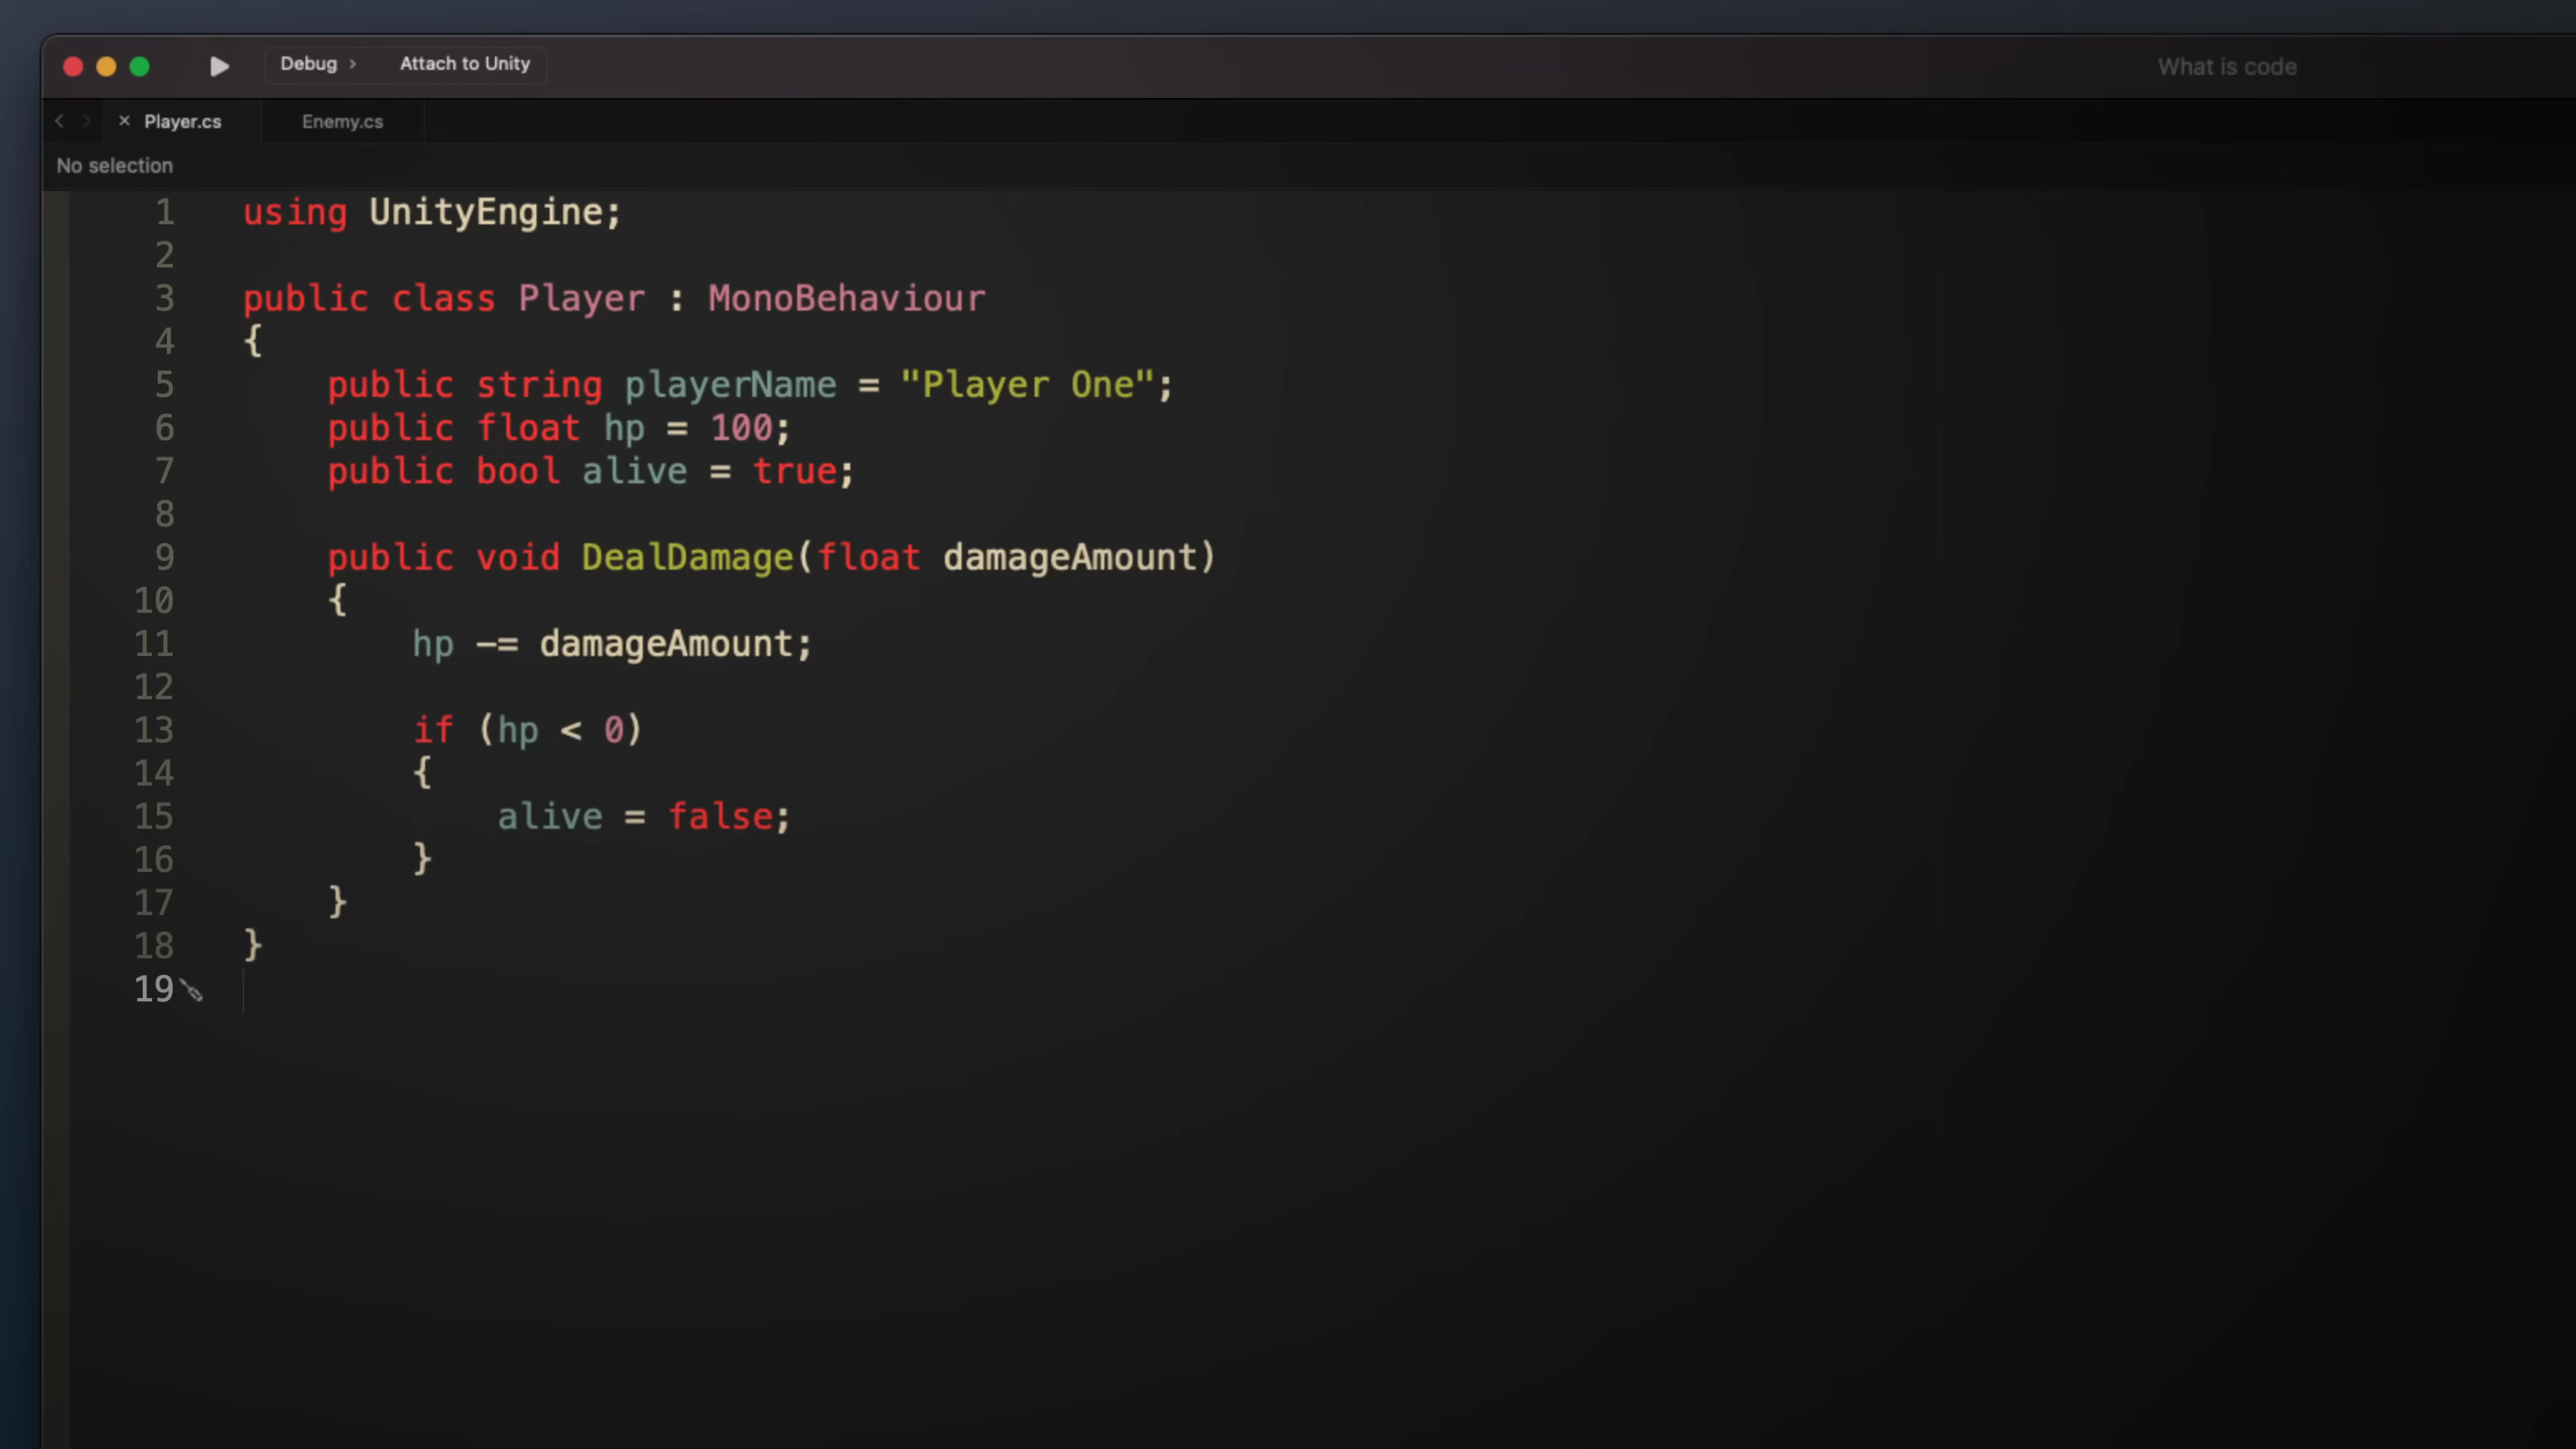 Debug › Attach to Unity
What is code
Player.cs Enemy.cs
No selection
1 using UnityEngine;
2
3 public class Player : MonoBehaviour
4 {
5     public string playerName = "Player One";
6     public float hp = 100;
7     public bool alive = true;
8
9     public void DealDamage(float damageAmount)
10     {
11         hp -= damageAmount;
12
13         if (hp < 0)
14         {
15             alive = false;
16         }
17     }
18 }
19